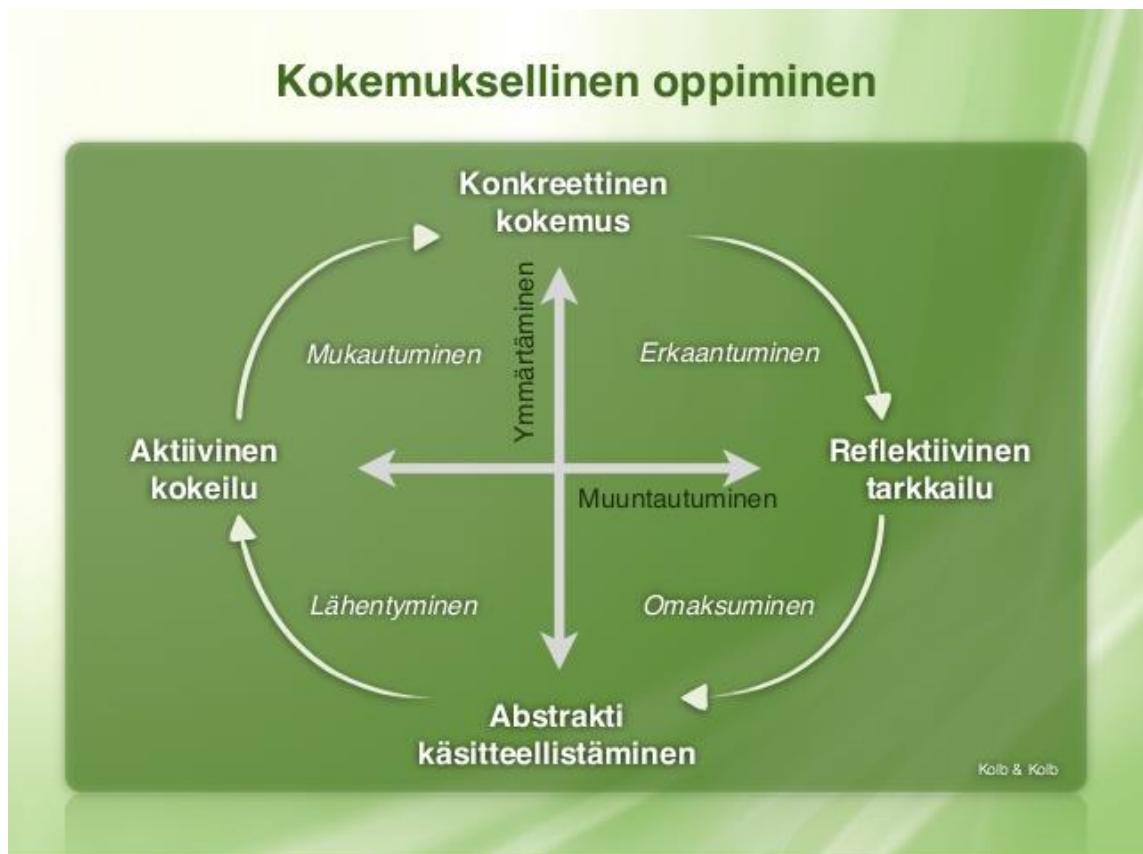 Kokemuksellinen oppiminen
Konkreettinen
kokemus
Ymmärtäminen
Mukautuminen
Erkaantuminen
Aktiivinen
kokeilu
Reflektiivinen
tarkkailu
Muuntautuminen
Lähentyminen
Omaksuminen
Abstrakti
käsitteellistäminen
Kolb & Kolb